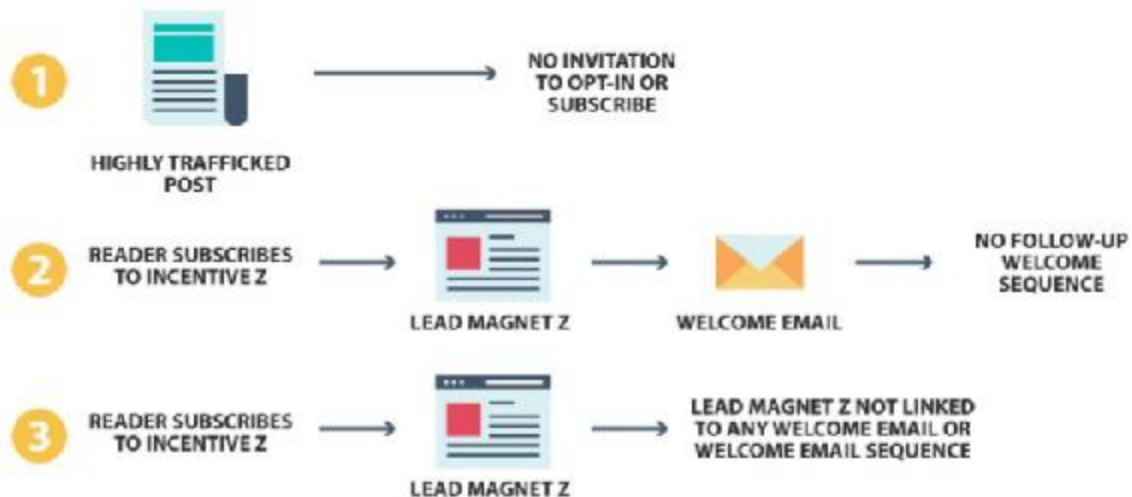 1
NO INVITATION
TO OPT-IN OR
SUBSCRIBE
HIGHLY TRAFFICKED
POST
2
READER SUBSCRIBES
TO INCENTIVE Z
LEAD MAGNET Z
WELCOME EMAIL
NO FOLLOW-UP
WELCOME
SEQUENCE
3
READER SUBSCRIBES
TO INCENTIVE Z
LEAD MAGNET Z
LEAD MAGNET Z NOT LINKED
TO ANY WELCOME EMAIL OR
WELCOME EMAIL SEQUENCE